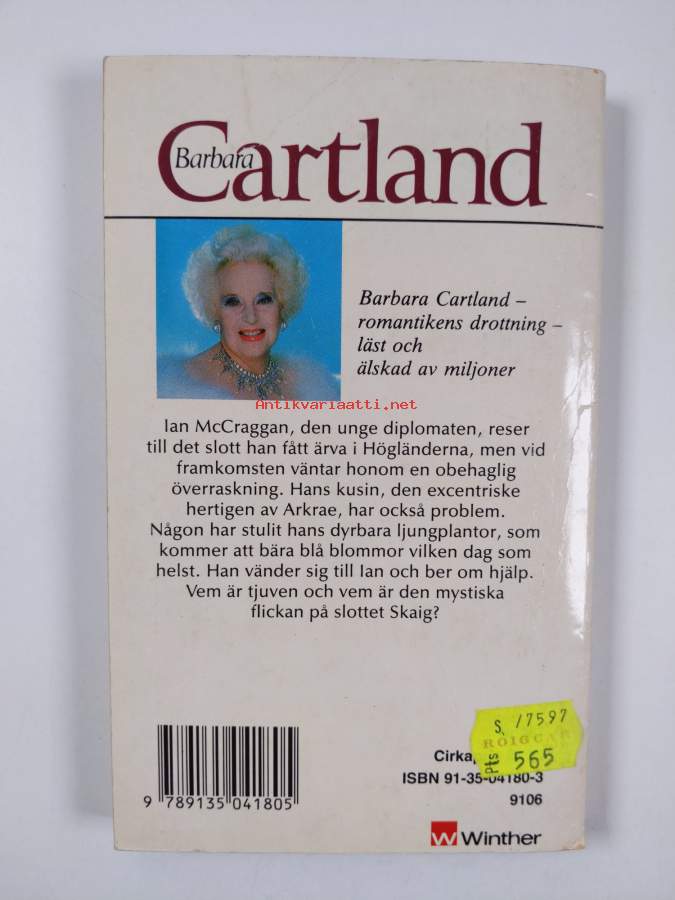 Barbara
Cartland
Barbara Cartland –
romantikens drottning –
läst och
älskad av miljoner
Antikvariaatti.net
Ian McCraggan, den unge diplomaten, reser
till det slott han fått ärva i Högländerna, men vid
framkomsten väntar honom en obehaglig
överraskning. Hans kusin, den excentriske
hertigen av Arkrae, har också problem.
Någon har stulit hans dyrbara ljungplantor, som
kommer att bära blå blommor vilken dag som
helst. Han vänder sig till Ian och ber om hjälp.
Vem är tjuven och vem är den mystiska
flickan på slottet Skaig?
S, 17597
Pts 565
ISBN 91-35-04180-3
9 789135 041805
9106
W Winther